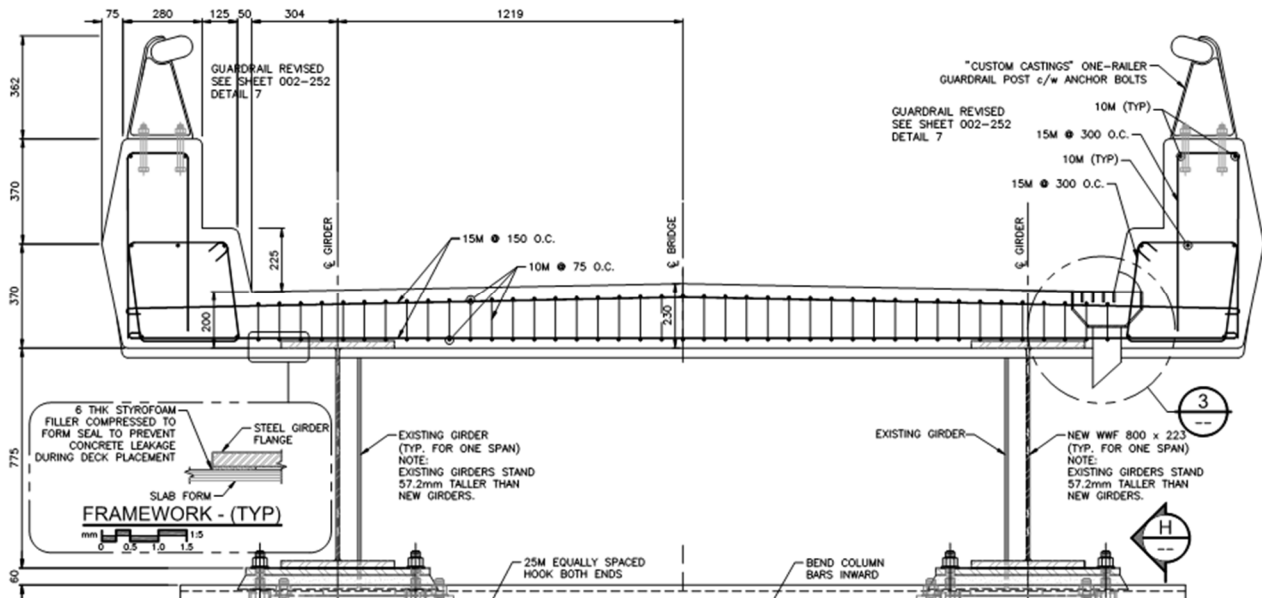 75
280
125
50
304
1219
362
370
370
775
60
GUARDRAIL REVISED
SEE SHEET 002-252
DETAIL 7
"CUSTOM CASTINGS" ONE-RAILER
GUARDRAIL POST c/w ANCHOR BOLTS
GUARDRAIL REVISED
SEE SHEET 002-252
DETAIL 7
10M (TYP)
15M @ 300 O.C.
10M (TYP)
15M @ 300 O.C.
225
200
℄ GIRDER
15M @ 150 O.C.
10M @ 75 O.C.
℄ BRIDGE
230
℄ GIRDER
6 THK STYROFOAM
FILLER COMPRESSED TO
FORM SEAL TO PREVENT
CONCRETE LEAKAGE
DURING DECK PLACEMENT
STEEL GIRDER
FLANGE
SLAB FORM
FRAMEWORK - (TYP)
mm
1:5
0 0.5 1.0 1.5
EXISTING GIRDER
(TYP. FOR ONE SPAN)
NOTE:
EXISTING GIRDERS STAND
57.2mm TALLER THAN
NEW GIRDERS.
EXISTING GIRDER
NEW WWF 800 x 223
(TYP. FOR ONE SPAN)
NOTE:
EXISTING GIRDERS STAND
57.2mm TALLER THAN
NEW GIRDERS.
3
--
H
--
25M EQUALLY SPACED
HOOK BOTH ENDS
BEND COLUMN
BARS INWARD